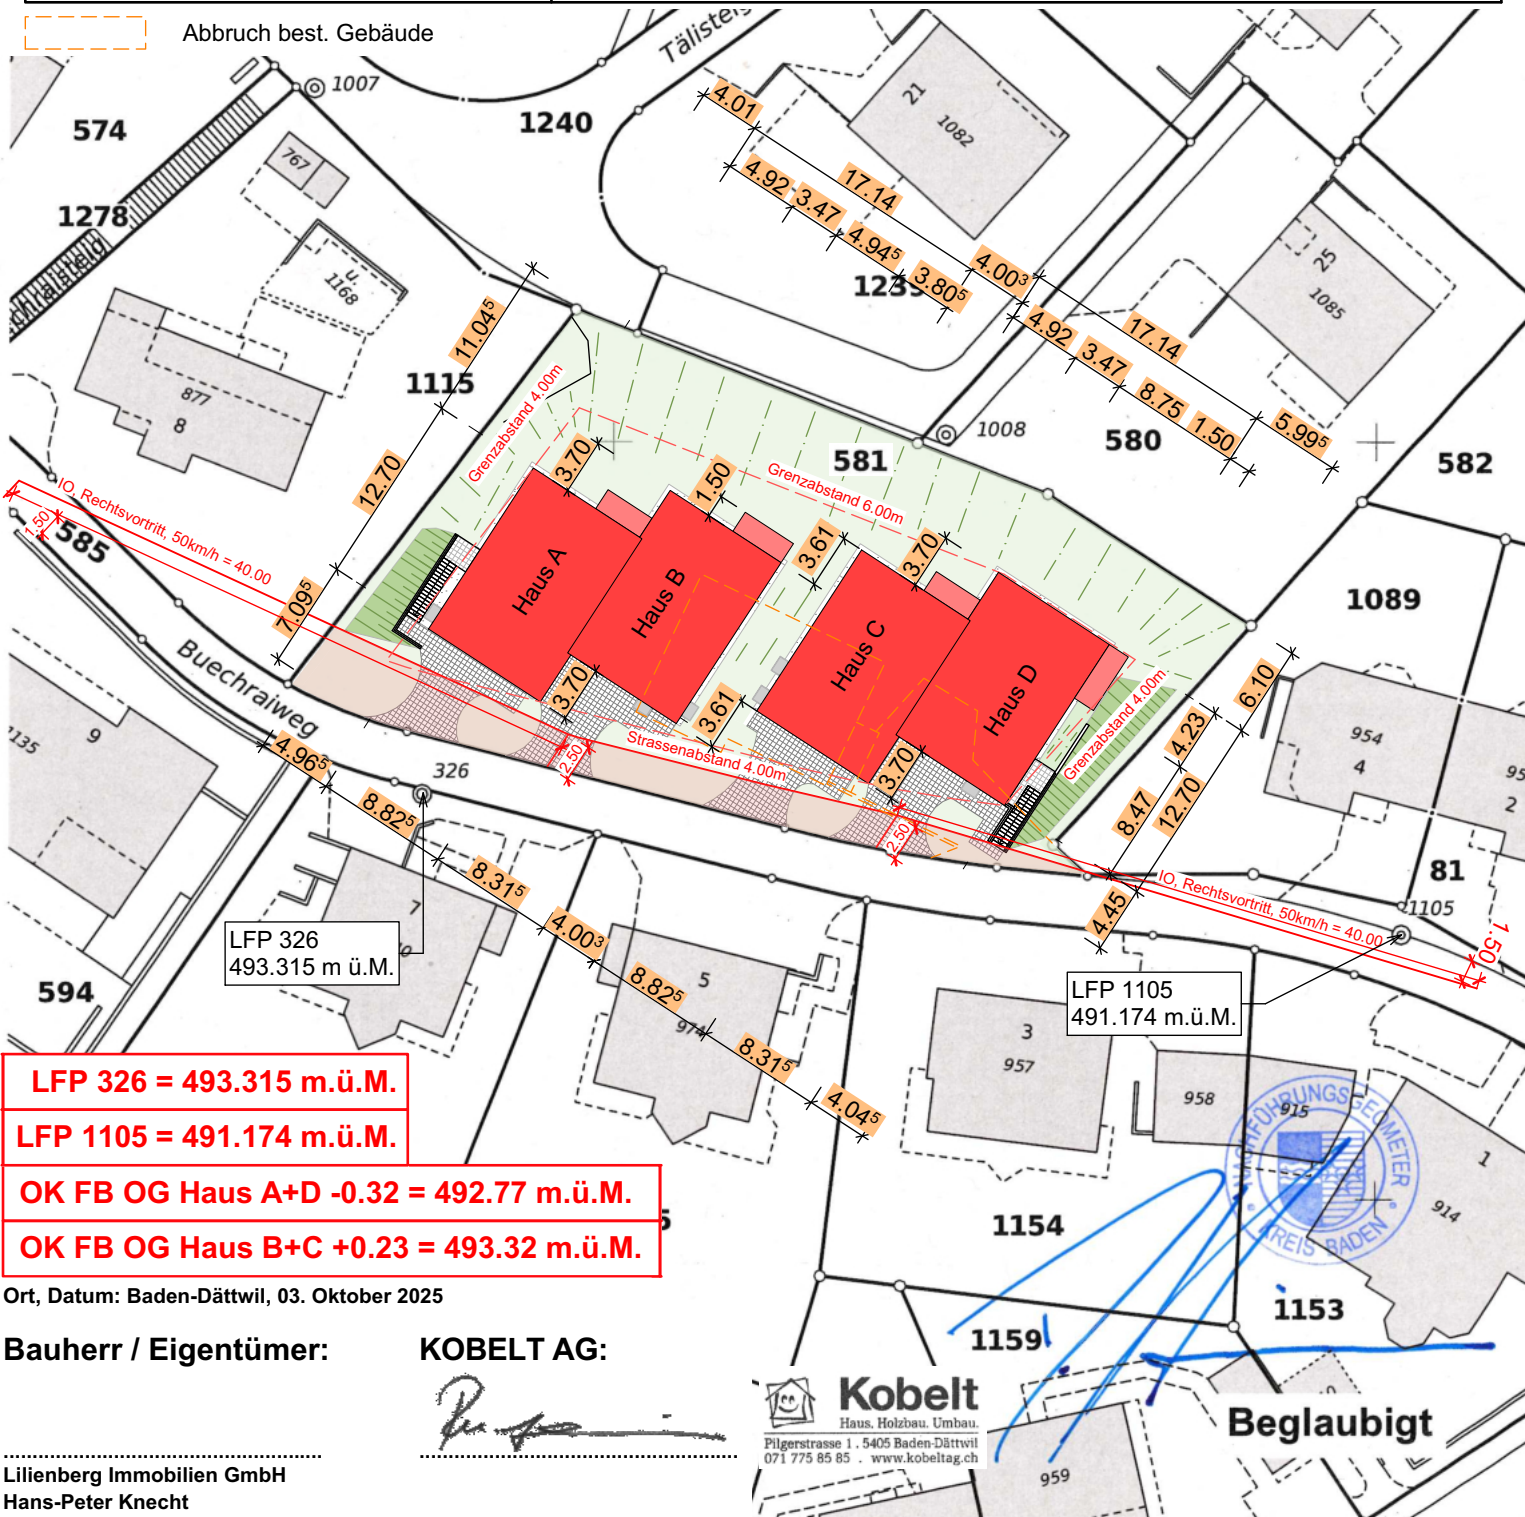 Abbruch best. Gebäude
Tälisteig
1007
574
1240
21
1082
4.01
767
1278
4.92
3.47
17.14
4.94⁵
3.80⁵
4.00³
25
1085
u.
1168
11.04⁵
4.92
3.47
17.14
8.75
1.50
5.99⁵
1115
877
8
Grenzabstand 4.00m
1008
580
582
581
12.70
3.70
1.50
Grenzabstand 6.00m
IO, Rechtsvortritt, 50km/h = 40.00
1.50
585
3.61
3.70
Haus A
Haus B
Haus C
Haus D
1089
7.09⁵
Buechraiweg
9
1135
3.70
3.61
3.70
Strassenabstand 4.00m
Grenzabstand 4.00m
2.50
2.50
6.10
4.23
954
4
2
4.96⁵
326
8.82⁵
8.47
12.70
8.31⁵
7
81
4.45
IO, Rechtsvortritt, 50km/h = 40.00
1105
1.50
LFP 326
493.315 m ü.M.
4.00³
5
974
8.82⁵
594
LFP 1105
491.174 m.ü.M.
3
957
8.31⁵
4.04⁵
958
915
1
914
LFP 326 = 493.315 m.ü.M.
LFP 1105 = 491.174 m.ü.M.
OK FB OG Haus A+D -0.32 = 492.77 m.ü.M.
OK FB OG Haus B+C +0.23 = 493.32 m.ü.M.
NACHFÜHRUNGSGEOMETER
KREIS BADEN
1154
1153
1159
Ort, Datum: Baden-Dättwil, 03. Oktober 2025
Bauherr / Eigentümer:
KOBELT AG:
Lilienberg Immobilien GmbH
Hans-Peter Knecht
Kobelt
Haus. Holzbau. Umbau.
Pilgerstrasse 1 . 5405 Baden-Dättwil
071 775 85 85 . www.kobeltag.ch
959
Beglaubigt